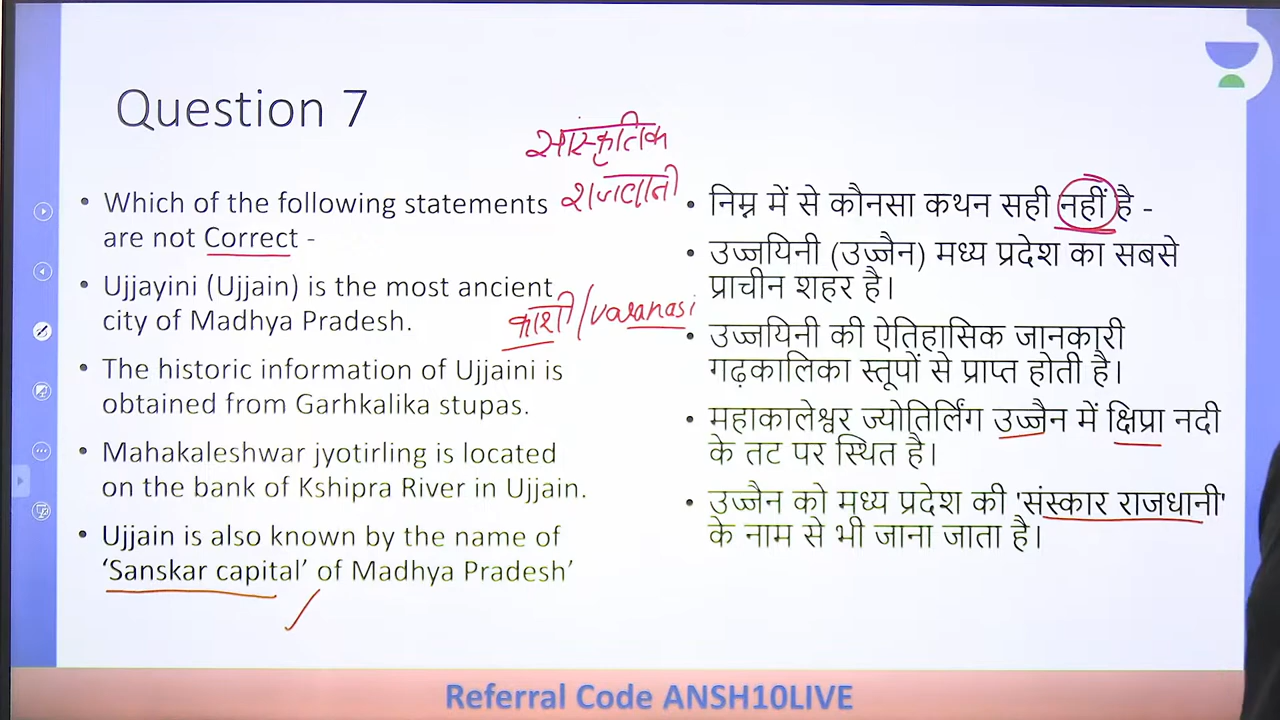 Question 7
सांस्कृतिक
राजधानी
• Which of the following statements
are not Correct -
• Ujjayini (Ujjain) is the most ancient
city of Madhya Pradesh.
काशी/varanasi
• The historic information of Ujjaini is
obtained from Garhkalika stupas.
• Mahakaleshwar jyotirling is located
on the bank of Kshipra River in Ujjain.
• Ujjain is also known by the name of
‘Sanskar capital’ of Madhya Pradesh’
• निम्न में से कौनसा कथन सही नहीं है -
• उज्जयिनी (उज्जैन) मध्य प्रदेश का सबसे
प्राचीन शहर है।
• उज्जयिनी की ऐतिहासिक जानकारी
गढ़कालिका स्तूपों से प्राप्त होती है।
• महाकालेश्वर ज्योतिर्लिंग उज्जैन में क्षिप्रा नदी
के तट पर स्थित है।
• उज्जैन को मध्य प्रदेश की 'संस्कार राजधानी'
के नाम से भी जाना जाता है।
Referral Code ANSH10LIVE